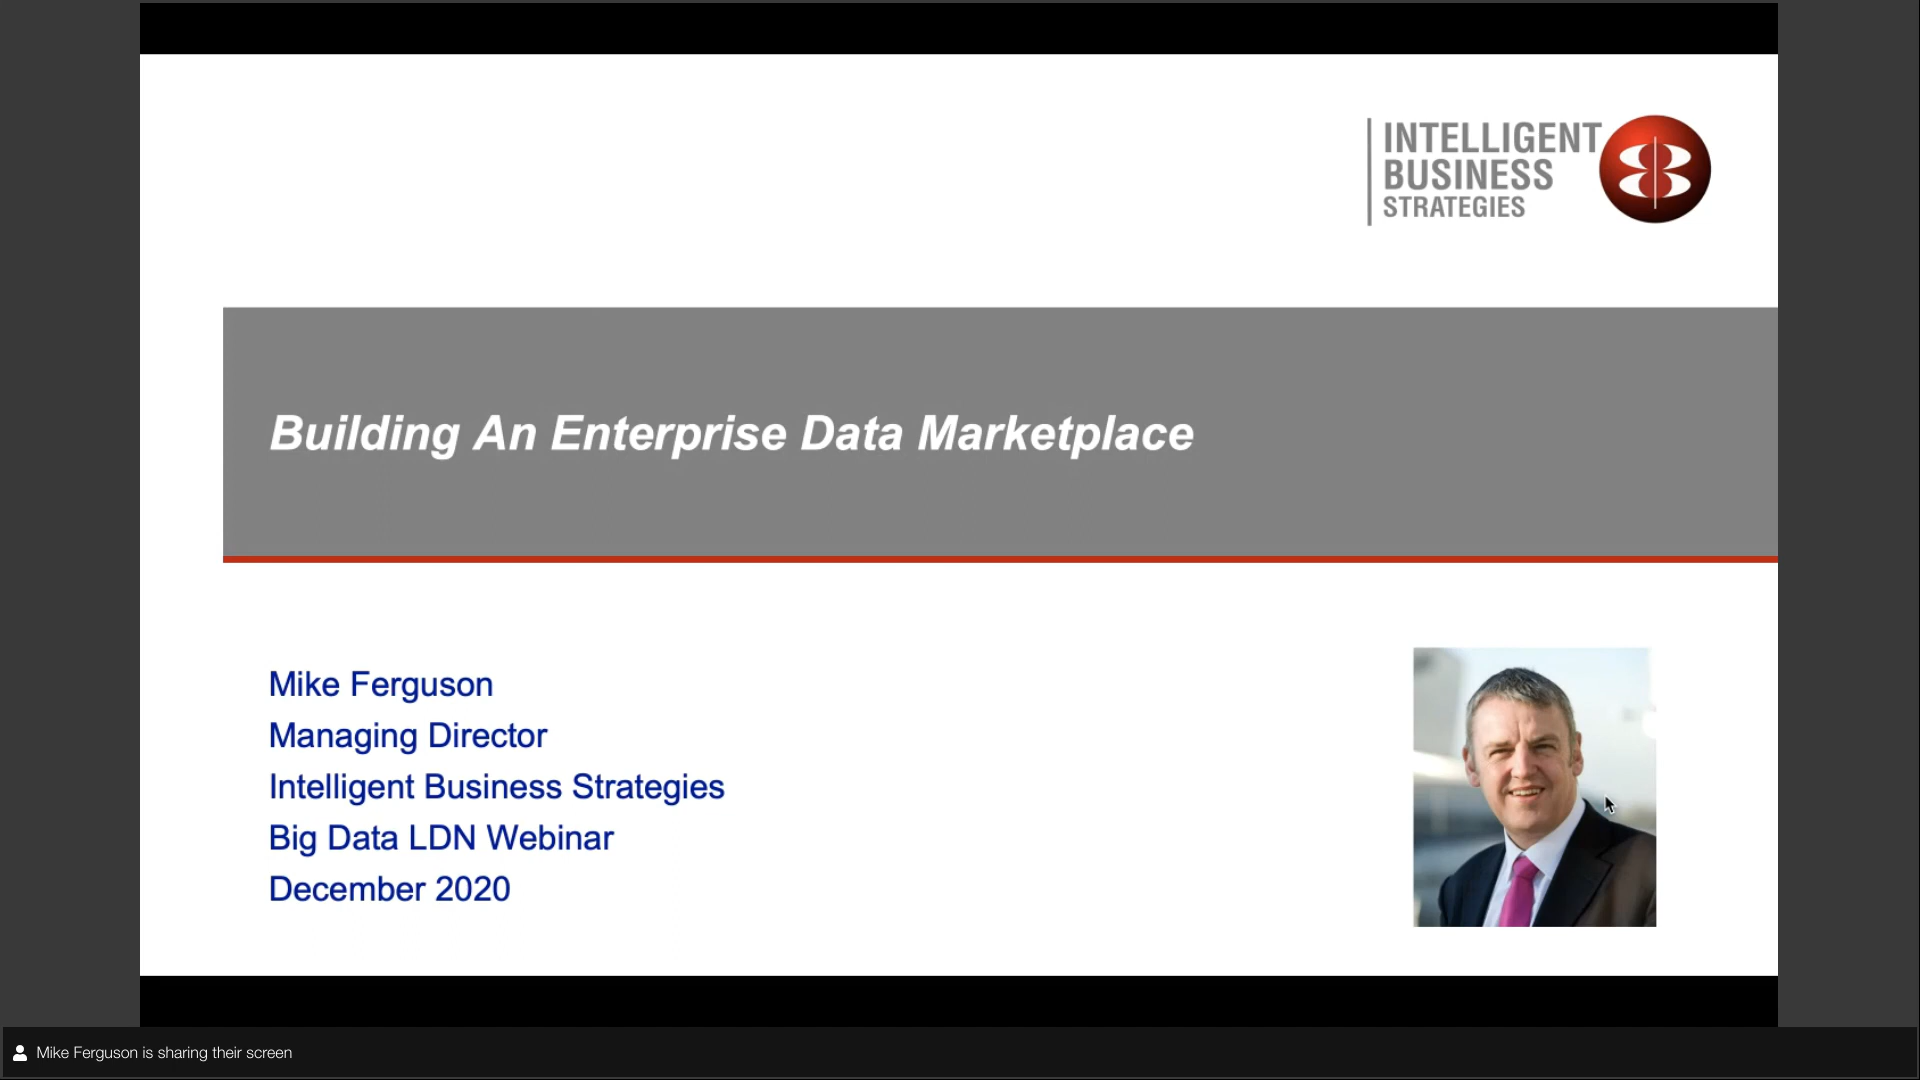 INTELLIGENT
BUSINESS
STRATEGIES
Building An Enterprise Data Marketplace
Mike Ferguson
Managing Director
Intelligent Business Strategies
Big Data LDN Webinar
December 2020
Mike Ferguson is sharing their screen